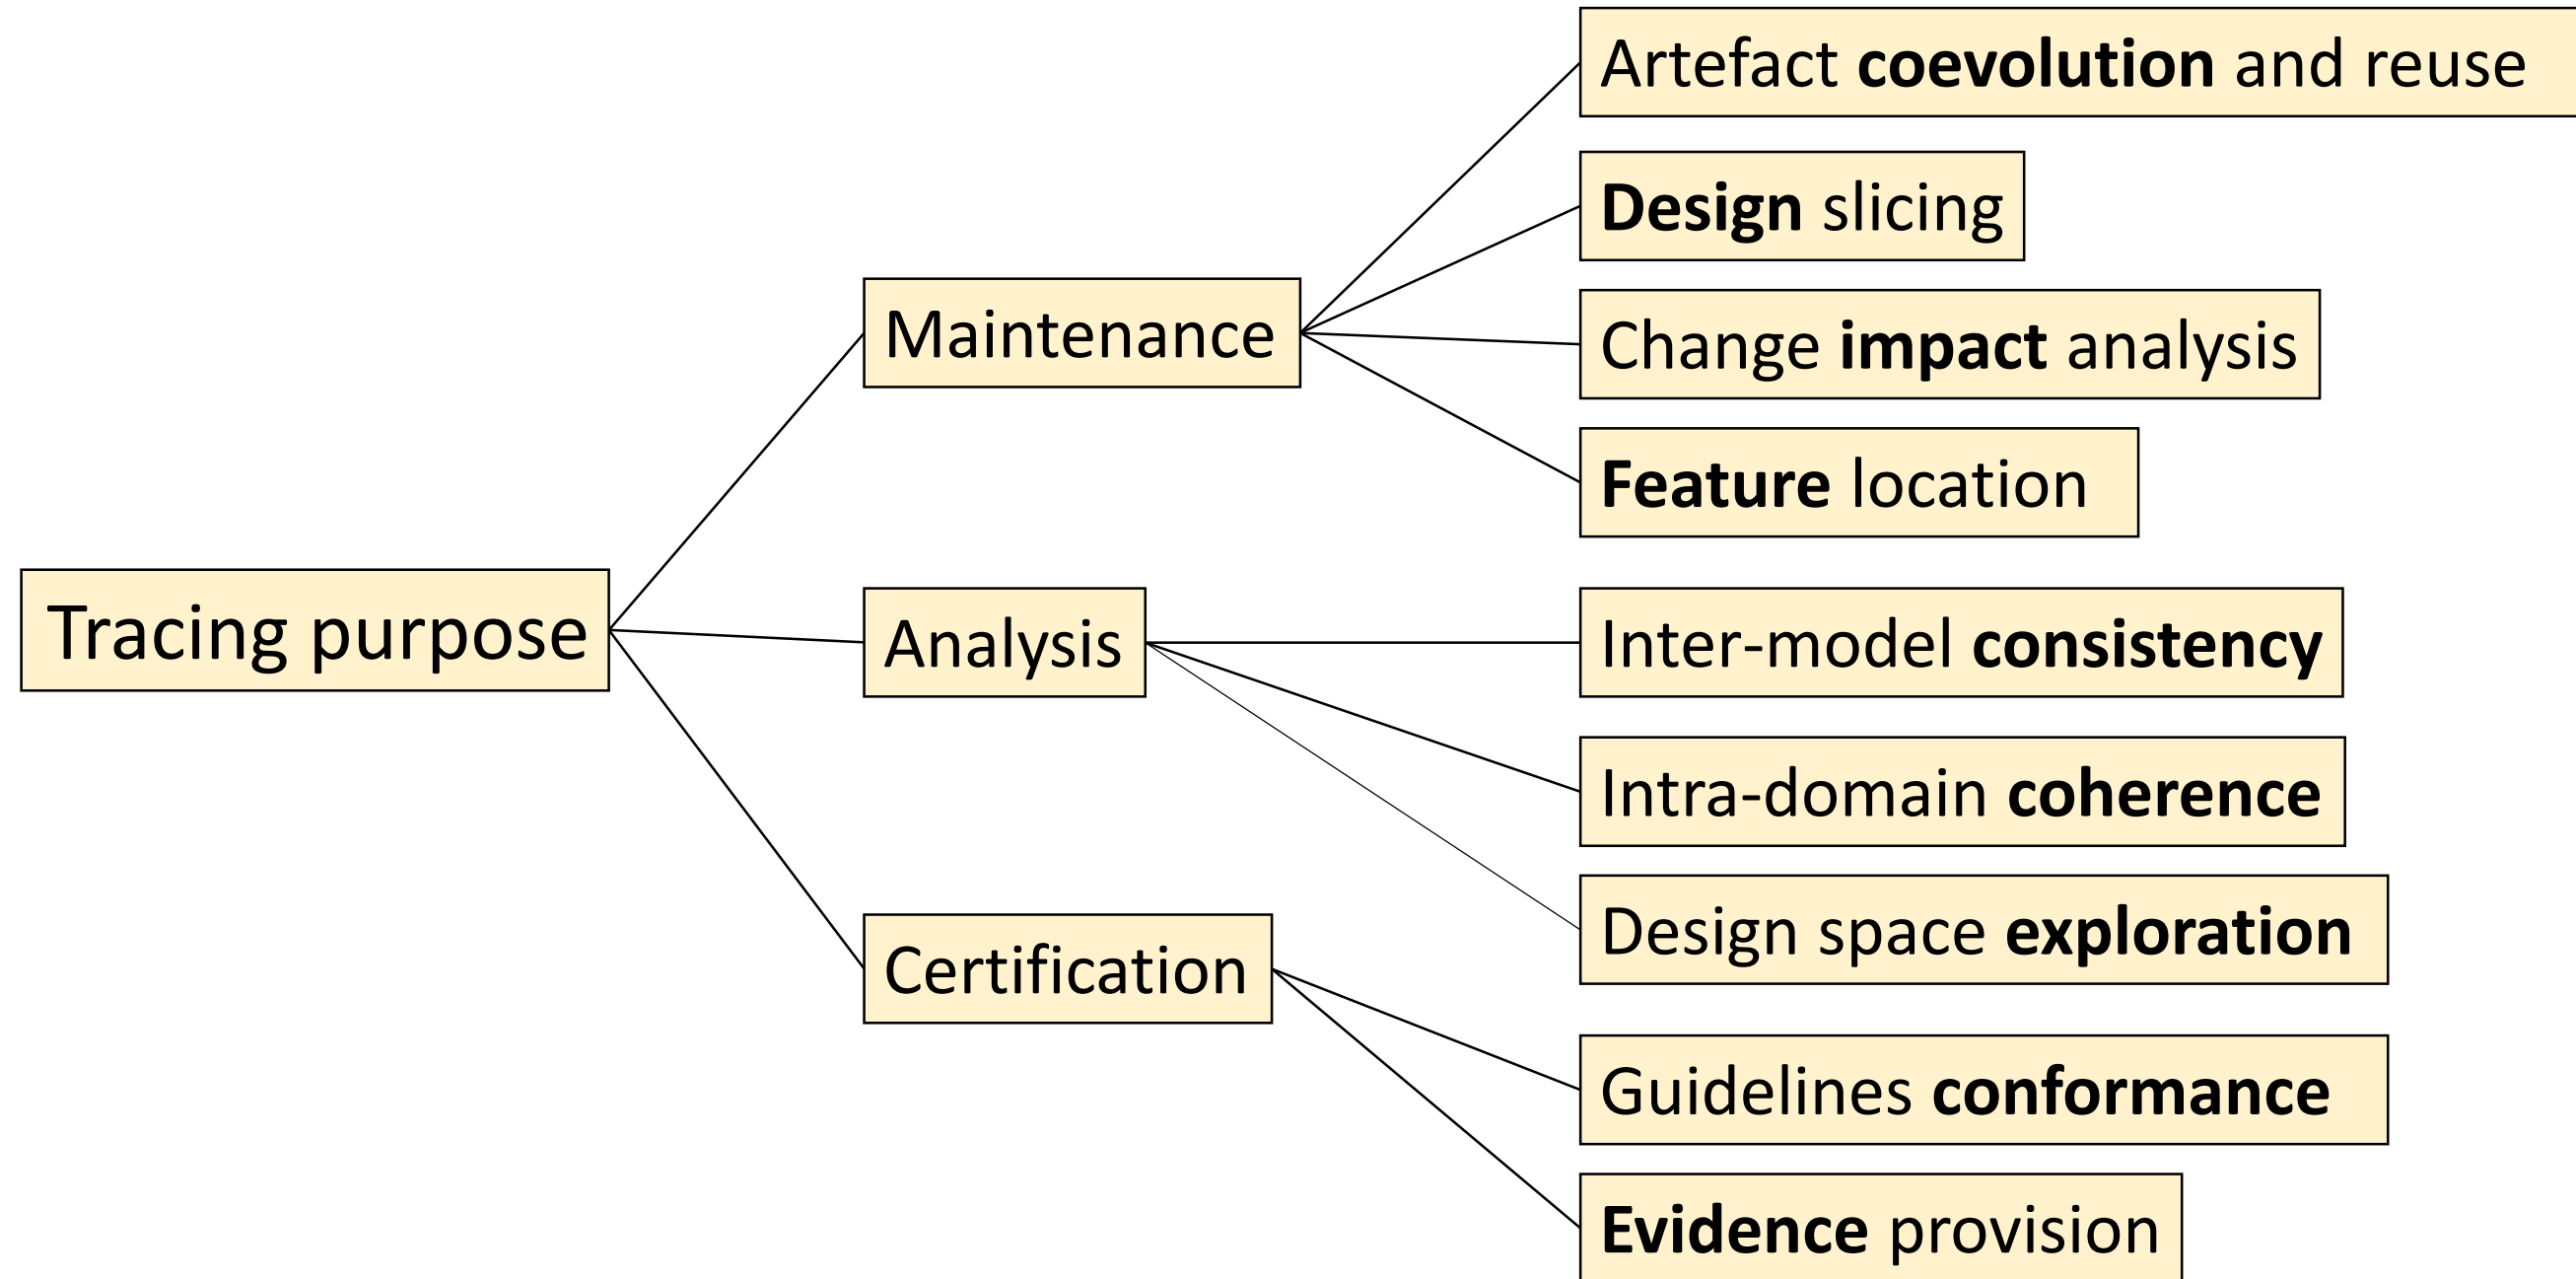 Artefact coevolution and reuse
Design slicing
Maintenance
Change impact analysis
Feature location
Tracing purpose
Analysis
Inter-model consistency
Intra-domain coherence
Design space exploration
Certification
Guidelines conformance
Evidence provision